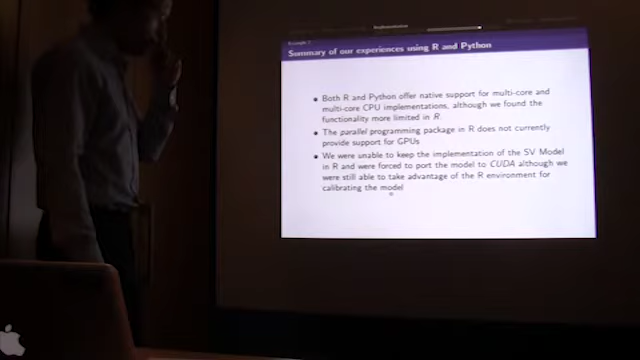 Implementation
Summary of our experiences using R and Python
Both R and Python offer native support for multi-core and
multi-core CPU implementations, although we found the
functionality more limited in R.
The parallel programming package in R does not currently
provide support for GPUs
We were unable to keep the implementation of the SV Model
in R and were forced to port the model to CUDA although we
were still able to take advantage of the R environment for
calibrating the model